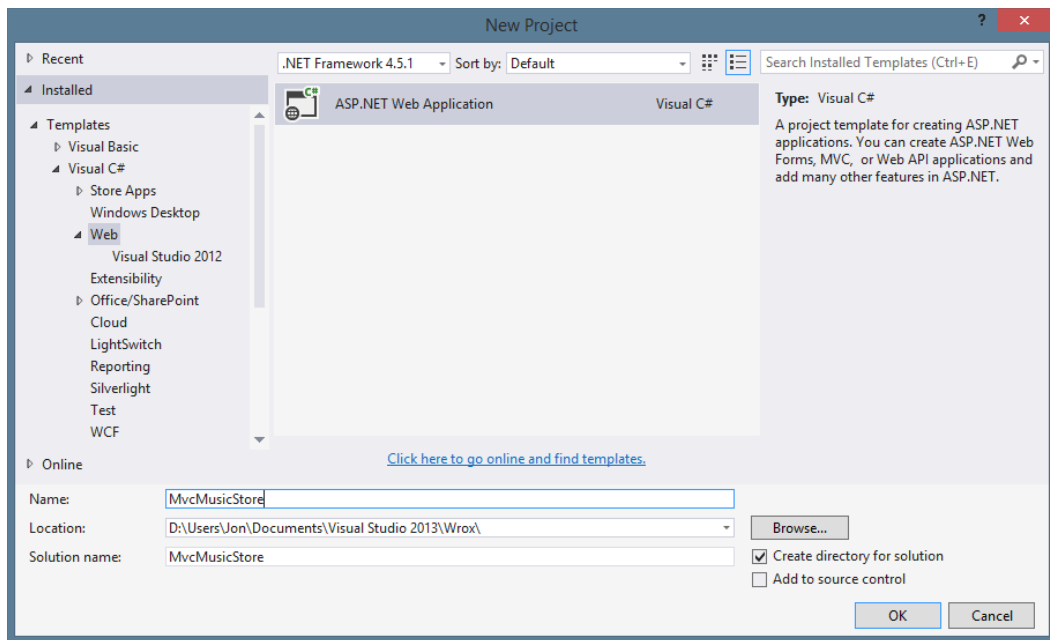 New Project
?
Recent
Installed
Templates
Visual Basic
Visual C#
Store Apps
Windows Desktop
Web
Visual Studio 2012
Extensibility
Office/SharePoint
Cloud
LightSwitch
Reporting
Silverlight
Test
WCF
Online
.NET Framework 4.5.1 Sort by: Default
C# ASP.NET Web Application Visual C#
Click here to go online and find templates.
Search Installed Templates (Ctrl+E)
Type: Visual C#
A project template for creating ASP.NET
applications. You can create ASP.NET Web
Forms, MVC, or Web API applications and
add many other features in ASP.NET.
Name: MvcMusicStore
Location: D:\Users\Jon\Documents\Visual Studio 2013\Wrox\ Browse...
Solution name: MvcMusicStore
Create directory for solution
Add to source control
OK Cancel